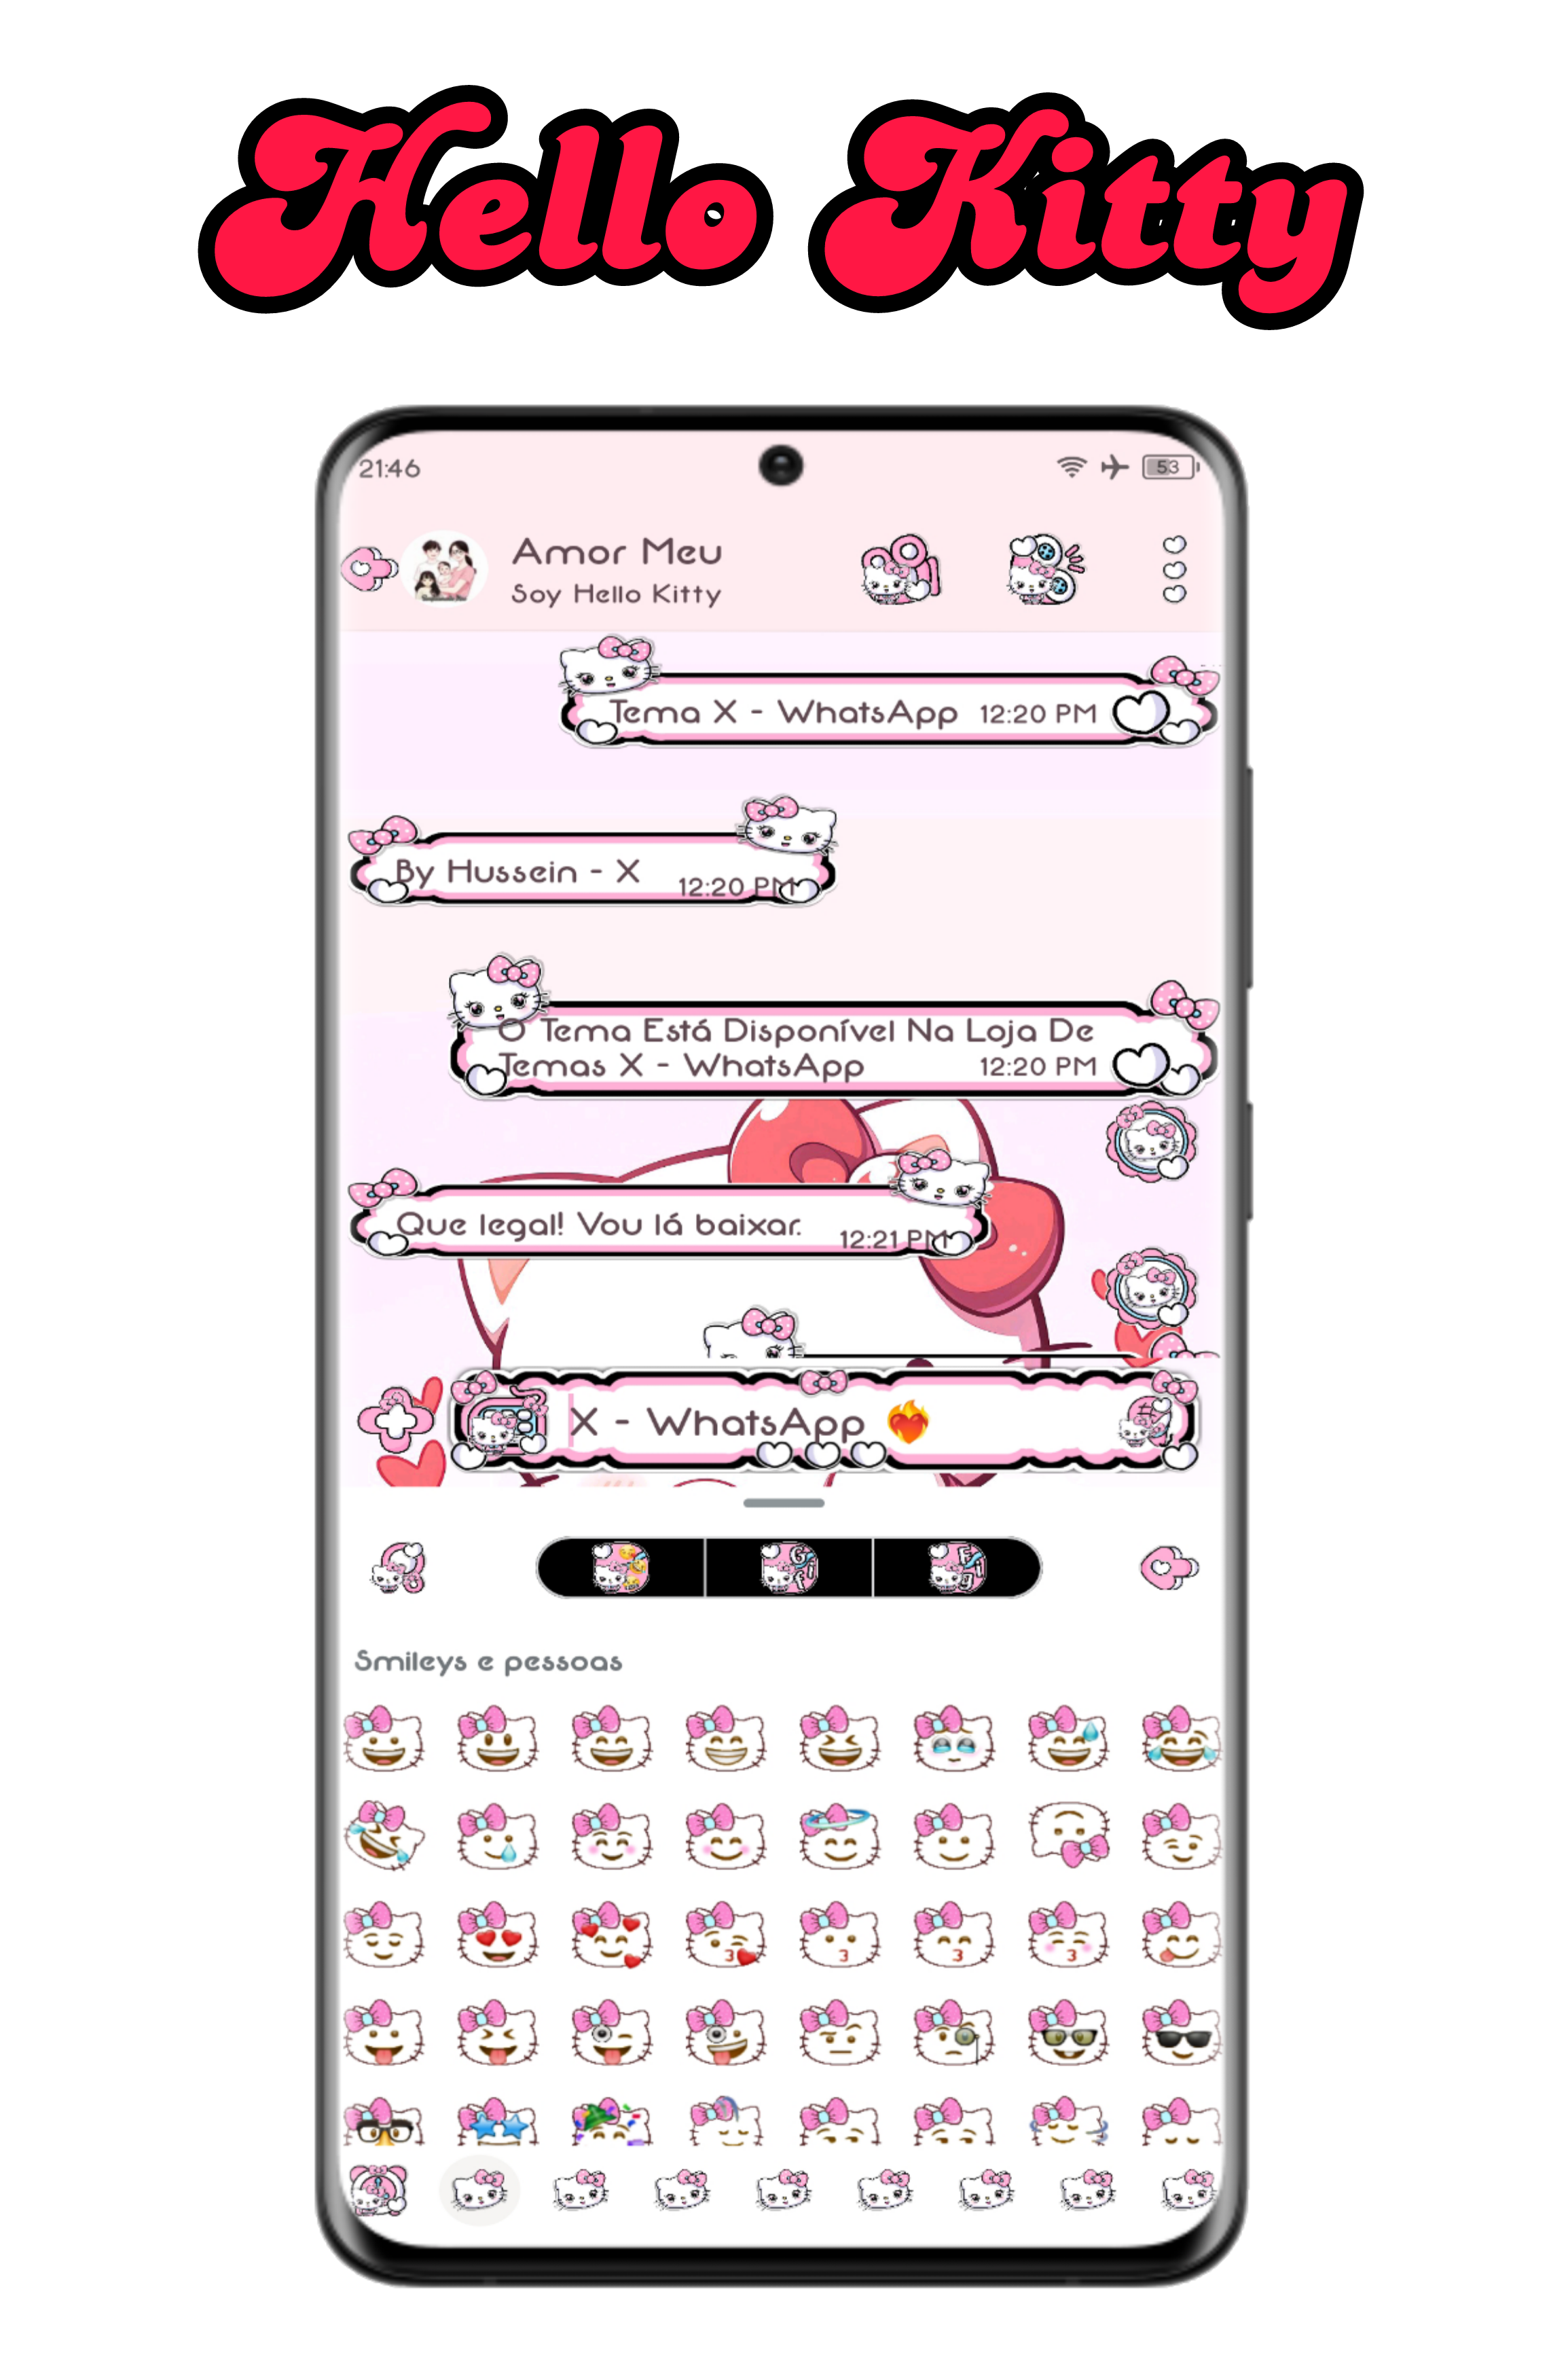 Hello Kitty
21:46
53
Amor Meu
Soy Hello Kitty
Tema X - WhatsApp 12:20 PM
By Hussein - X 12:20 PM
O Tema Está Disponível Na Loja De
Temas X - WhatsApp 12:20 PM
Que legal! Vou lá baixar. 12:21 PM
X - WhatsApp ❤️‍🔥
Smileys e pessoas